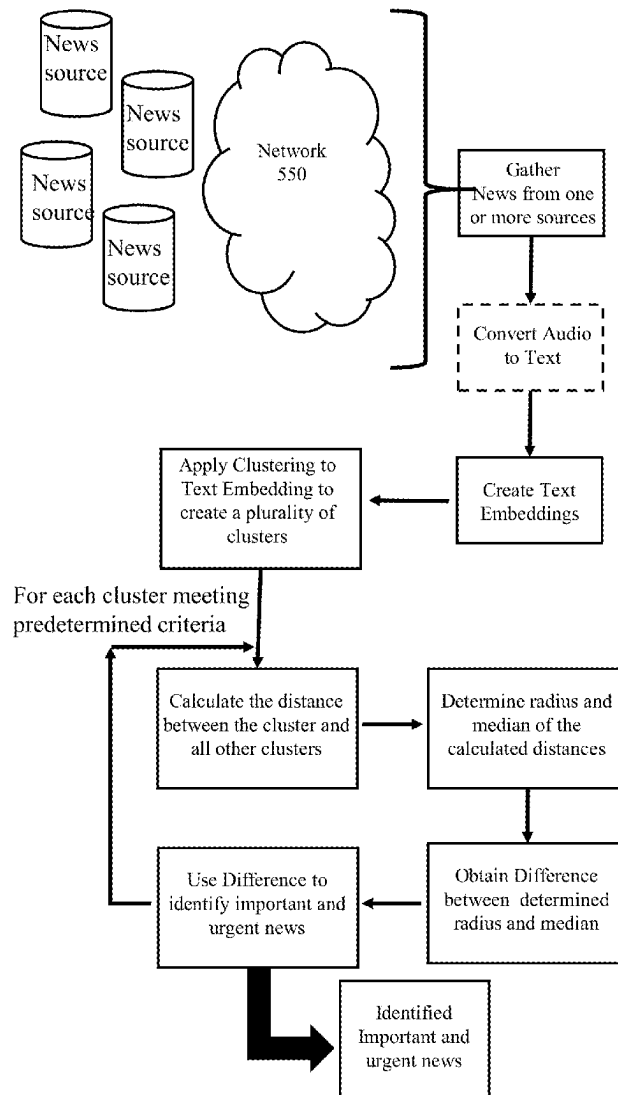 News
source
News
source
News
source
News
source
Network
550
Gather
News from one
or more sources
Convert Audio
to Text
Create Text
Embeddings
Apply Clustering to
Text Embedding to
create a plurality of
clusters
For each cluster meeting
predetermined criteria
Calculate the distance
between the cluster and
all other clusters
Determine radius and
median of the
calculated distances
Obtain Difference
between determined
radius and median
Use Difference to
identify important and
urgent news
Identified
Important and
urgent news